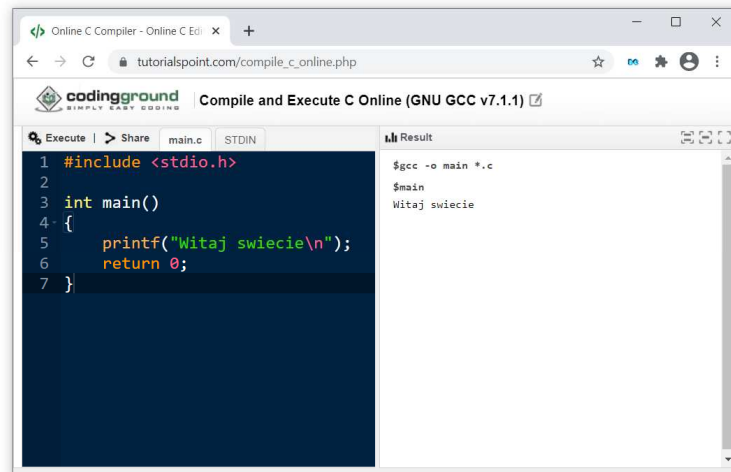 Online C Compiler - Online C Edi
tutorialspoint.com/compile_c_online.php
codingground
SIMPLY EASY CODING
Compile and Execute C Online (GNU GCC v7.1.1)
Execute | Share main.c STDIN
1 #include <stdio.h>
2
3 int main()
4 {
5 printf("Witaj swiecie\n");
6 return 0;
7 }
Result
$gcc -o main *.c
$main
Witaj swiecie